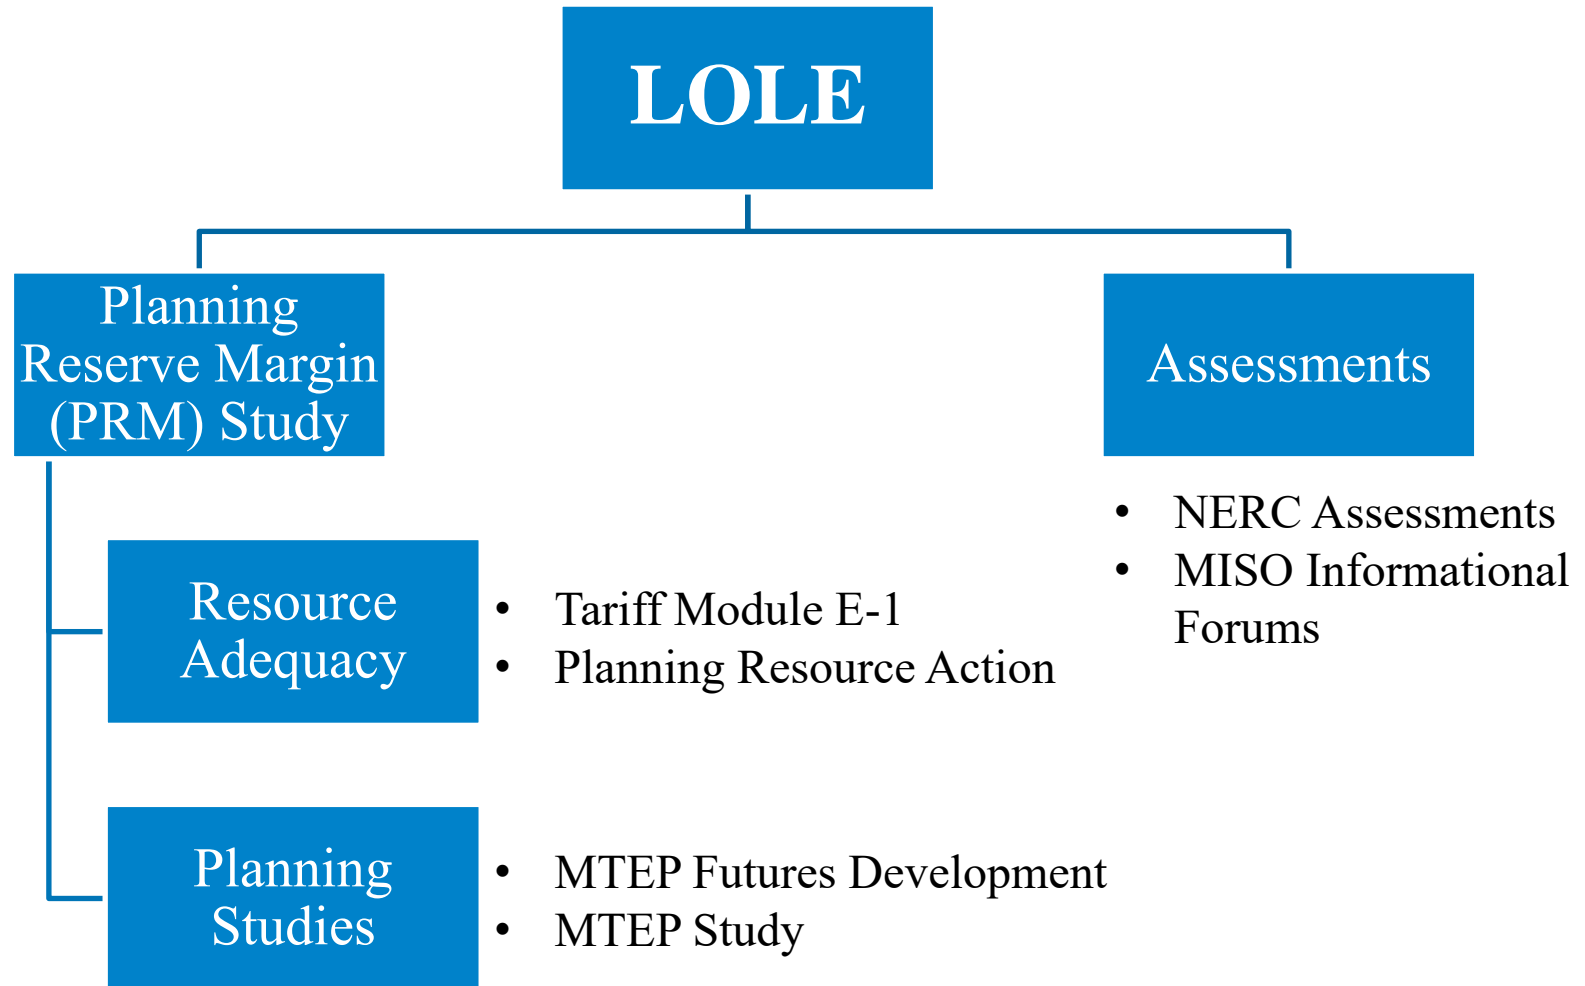 LOLE
Planning
Reserve Margin
(PRM) Study
Assessments
• NERC Assessments
• MISO Informational
Forums
Resource
Adequacy
• Tariff Module E-1
• Planning Resource Action
Planning
Studies
• MTEP Futures Development
• MTEP Study